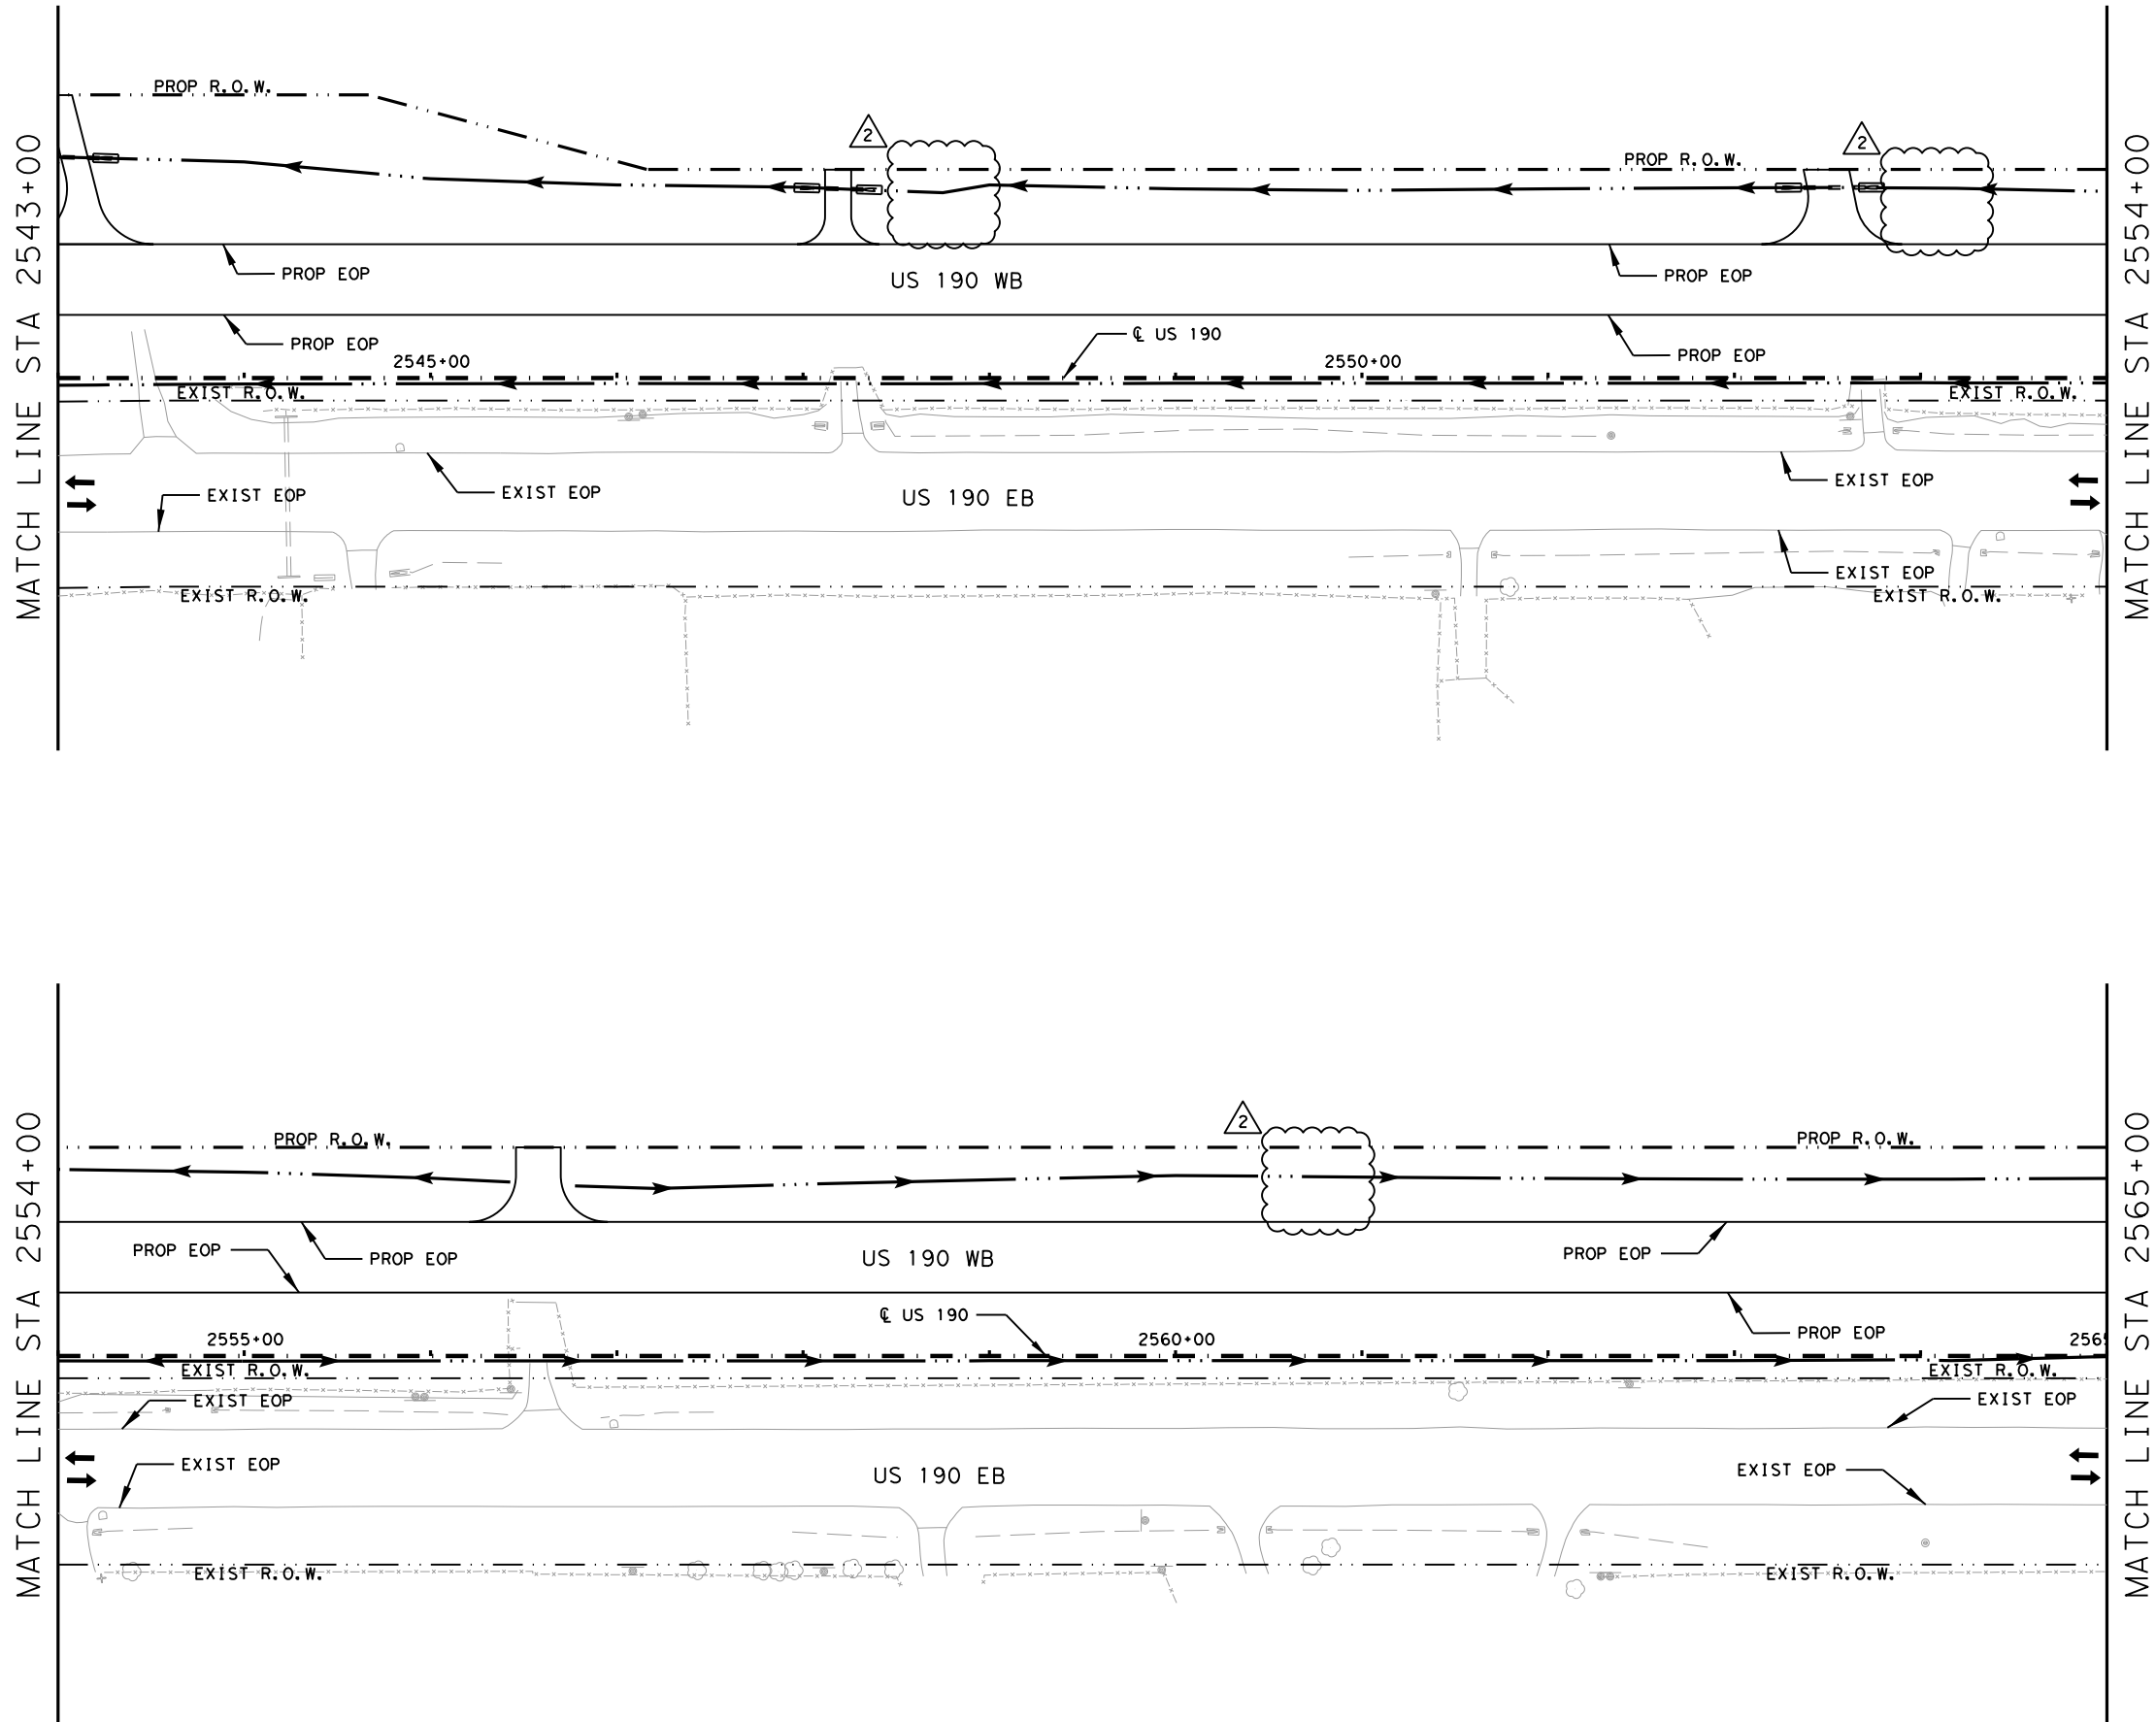 MATCH LINE STA 2543+00
PROP R.O.W.
2
2
PROP R.O.W.
MATCH LINE STA 2554+00
PROP EOP
US 190 WB
PROP EOP
PROP EOP
℄ US 190
PROP EOP
2545+00
2550+00
EXIST R.O.W.
EXIST R.O.W.
EXIST EOP
EXIST EOP
US 190 EB
EXIST EOP
EXIST EOP
EXIST R.O.W.
EXIST R.O.W.
MATCH LINE STA 2554+00
PROP R.O.W.
2
PROP R.O.W.
MATCH LINE STA 2565+00
PROP EOP
PROP EOP
US 190 WB
PROP EOP
℄ US 190
PROP EOP
2555+00
2560+00
2565
EXIST R.O.W.
EXIST R.O.W.
EXIST EOP
EXIST EOP
EXIST EOP
US 190 EB
EXIST EOP
EXIST R.O.W.
EXIST R.O.W.